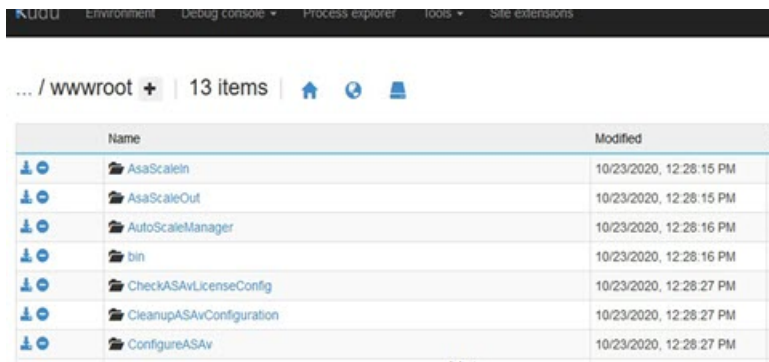 Kudu Environment Debug console Process explorer Tools Site extensions
... / wwwroot + 13 items
Name Modified
AsaScaleIn 10/23/2020, 12:28:15 PM
AsaScaleOut 10/23/2020, 12:28:15 PM
AutoScaleManager 10/23/2020, 12:28:16 PM
bin 10/23/2020, 12:28:16 PM
CheckASAvLicenseConfig 10/23/2020, 12:28:27 PM
CleanupASAvConfiguration 10/23/2020, 12:28:27 PM
ConfigureASAv 10/23/2020, 12:28:27 PM